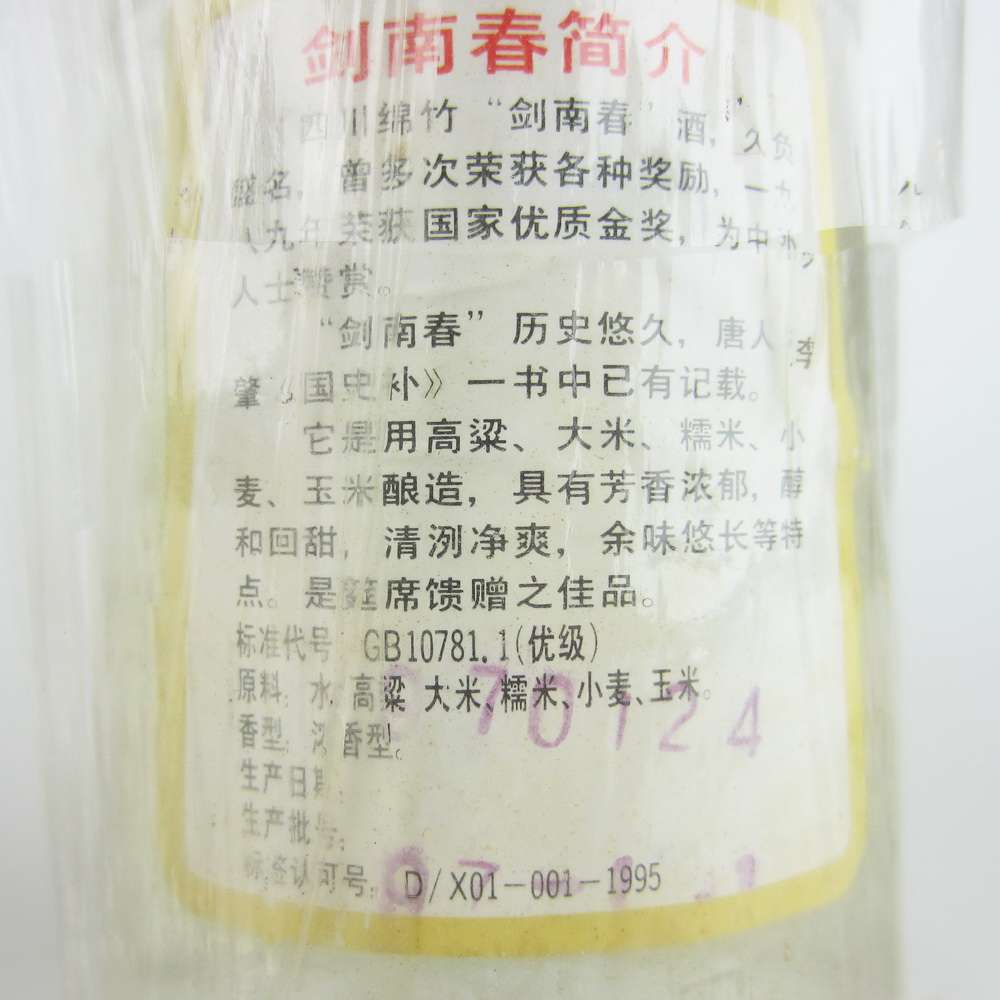 剑南春简介
四川绵竹“剑南春”酒，久负
盛名，曾多次荣获各种奖励，一九
八九年荣获国家优质金奖，为中外
人士赞赏。
“剑南春”历史悠久，唐人李
肇《国史补》一书中已有记载。
它是用高粱、大米、糯米、小
麦、玉米酿造，具有芳香浓郁，醇
和回甜，清洌净爽，余味悠长等特
点。是筵席馈赠之佳品。
标准代号 GB10781.1(优级)
原料：水、高粱 大米、糯米、小麦、玉米。
970124
香型：浓香型。
生产日期
生产批号：
标签认可号：D/X01-001-1995